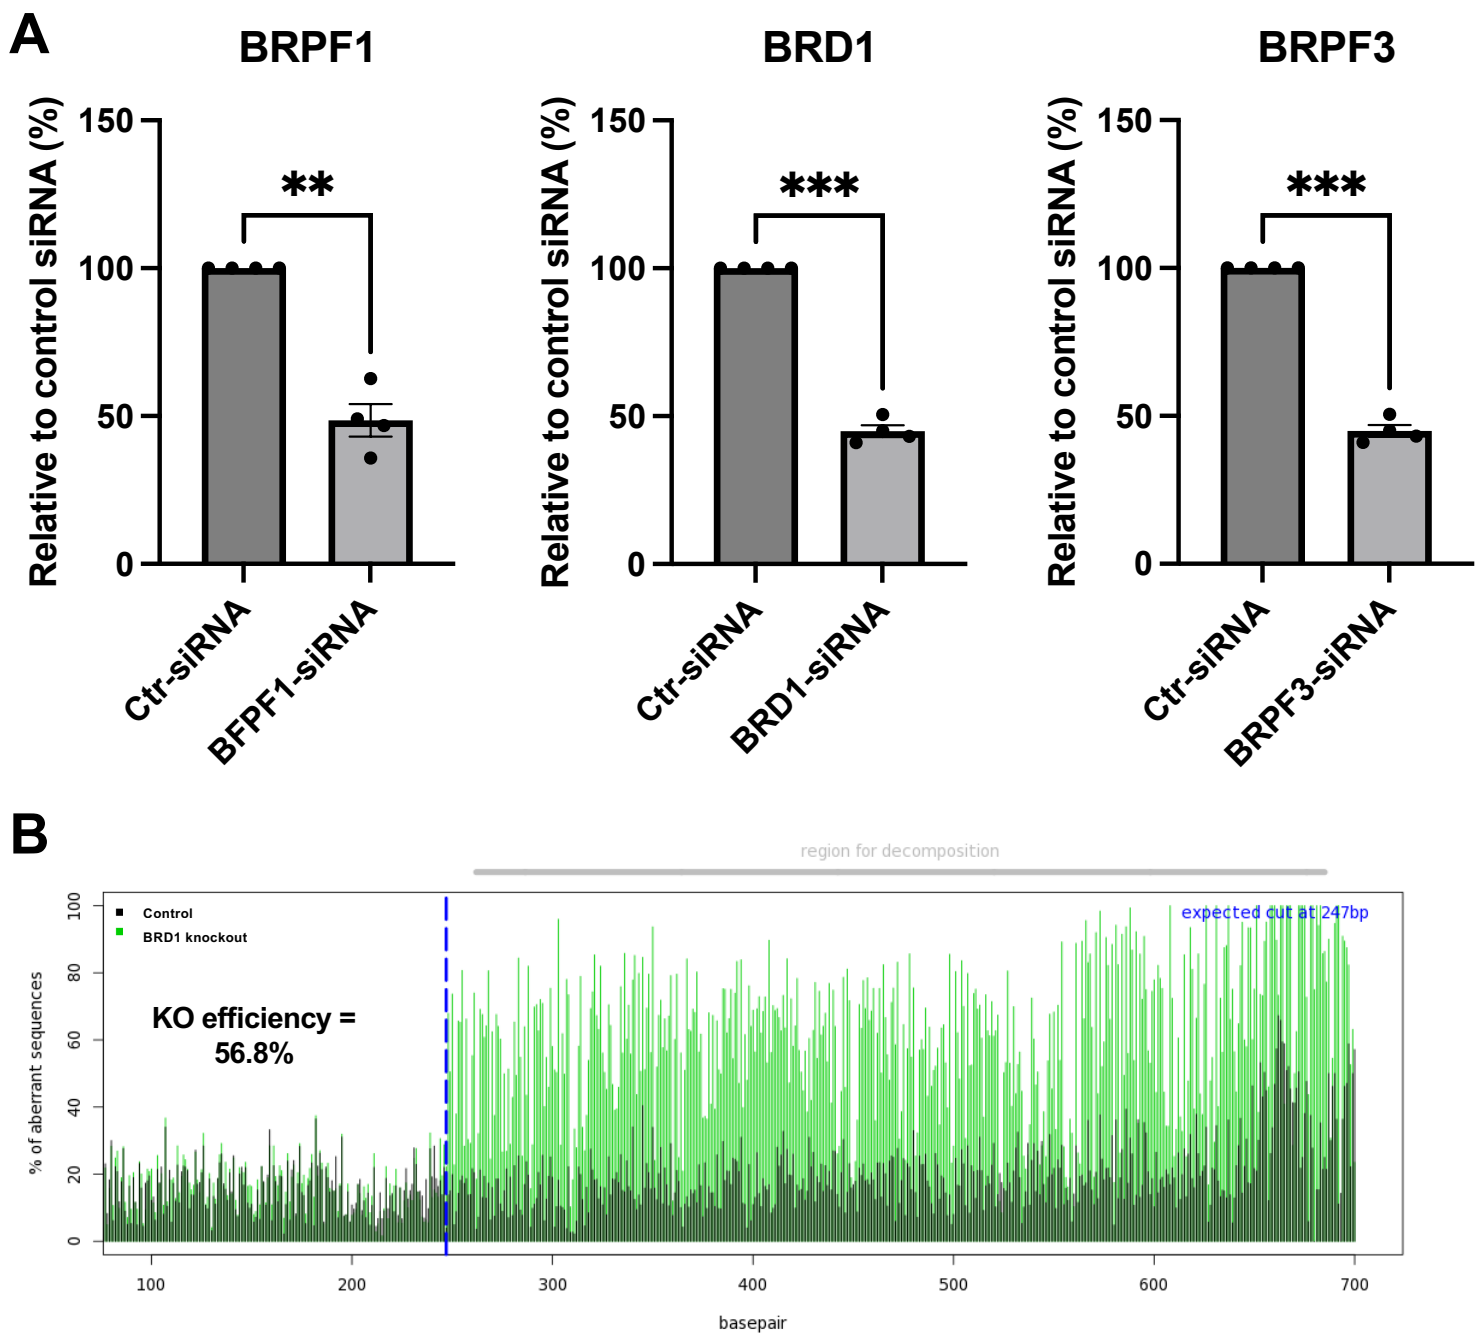 A
BRPF1
BRD1
BRPF3
Relative to control siRNA (%)
150
100
50
0
**
Ctr-siRNA
BFPF1-siRNA
Relative to control siRNA (%)
150
100
50
0
***
Ctr-siRNA
BRD1-siRNA
Relative to control siRNA (%)
150
100
50
0
***
Ctr-siRNA
BRPF3-siRNA
B
region for decomposition
expected cut at 247bp
Control
BRD1 knockout
KO efficiency =
56.8%
% of aberrant sequences
100
80
60
40
20
0
100 200 300 400 500 600 700
basepair